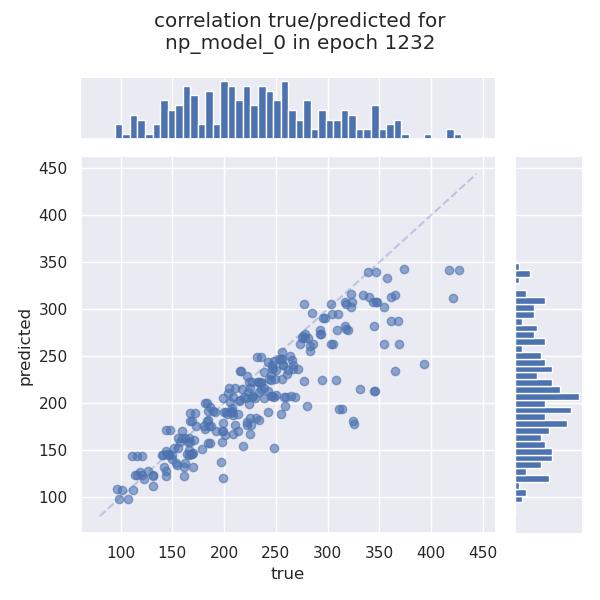 correlation true/predicted for
np_model_0 in epoch 1232
450
400
350
300
250
200
150
100
predicted
100 150 200 250 300 350 400 450
true